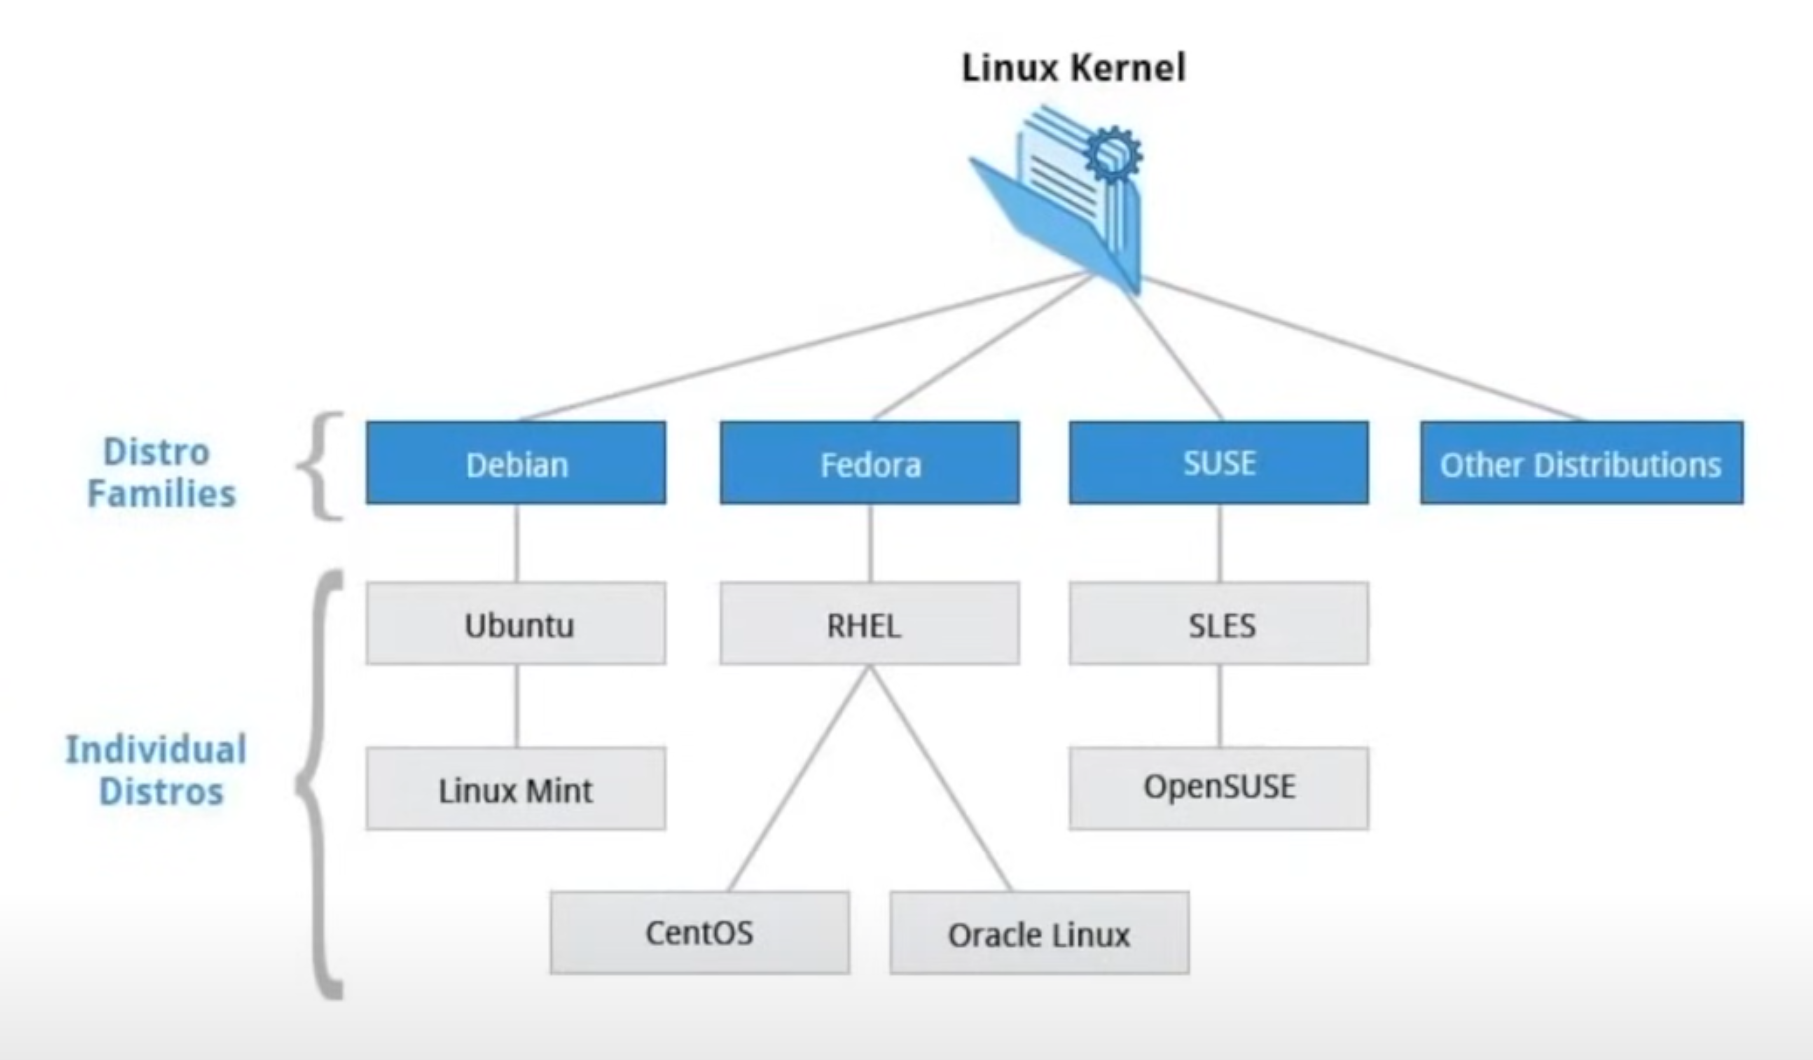 Linux Kernel
Distro
Families
Debian
Fedora
SUSE
Other Distributions
Individual
Distros
Ubuntu
RHEL
SLES
Linux Mint
OpenSUSE
CentOS
Oracle Linux